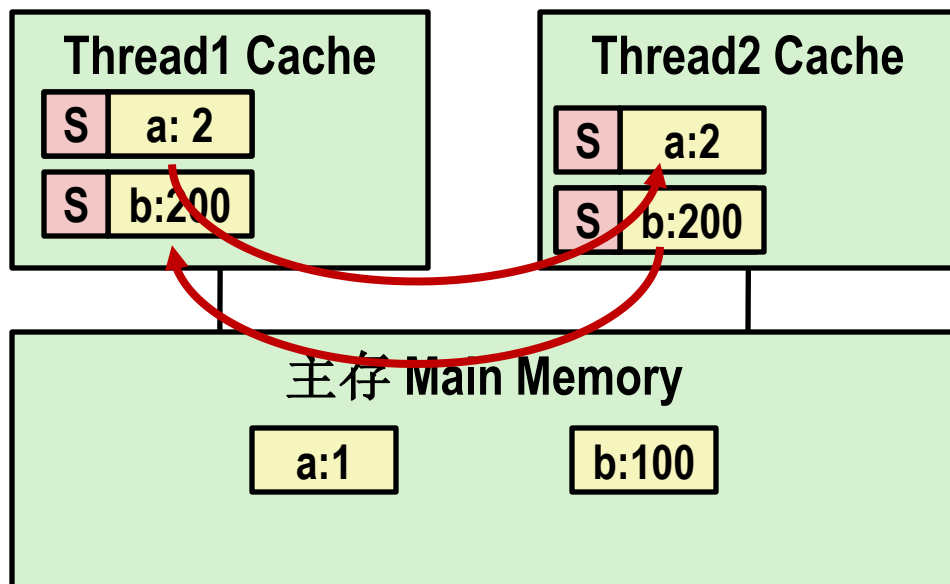 Thread1 Cache
S a: 2
S b:200
Thread2 Cache
S a:2
S b:200
主存 Main Memory
a:1
b:100